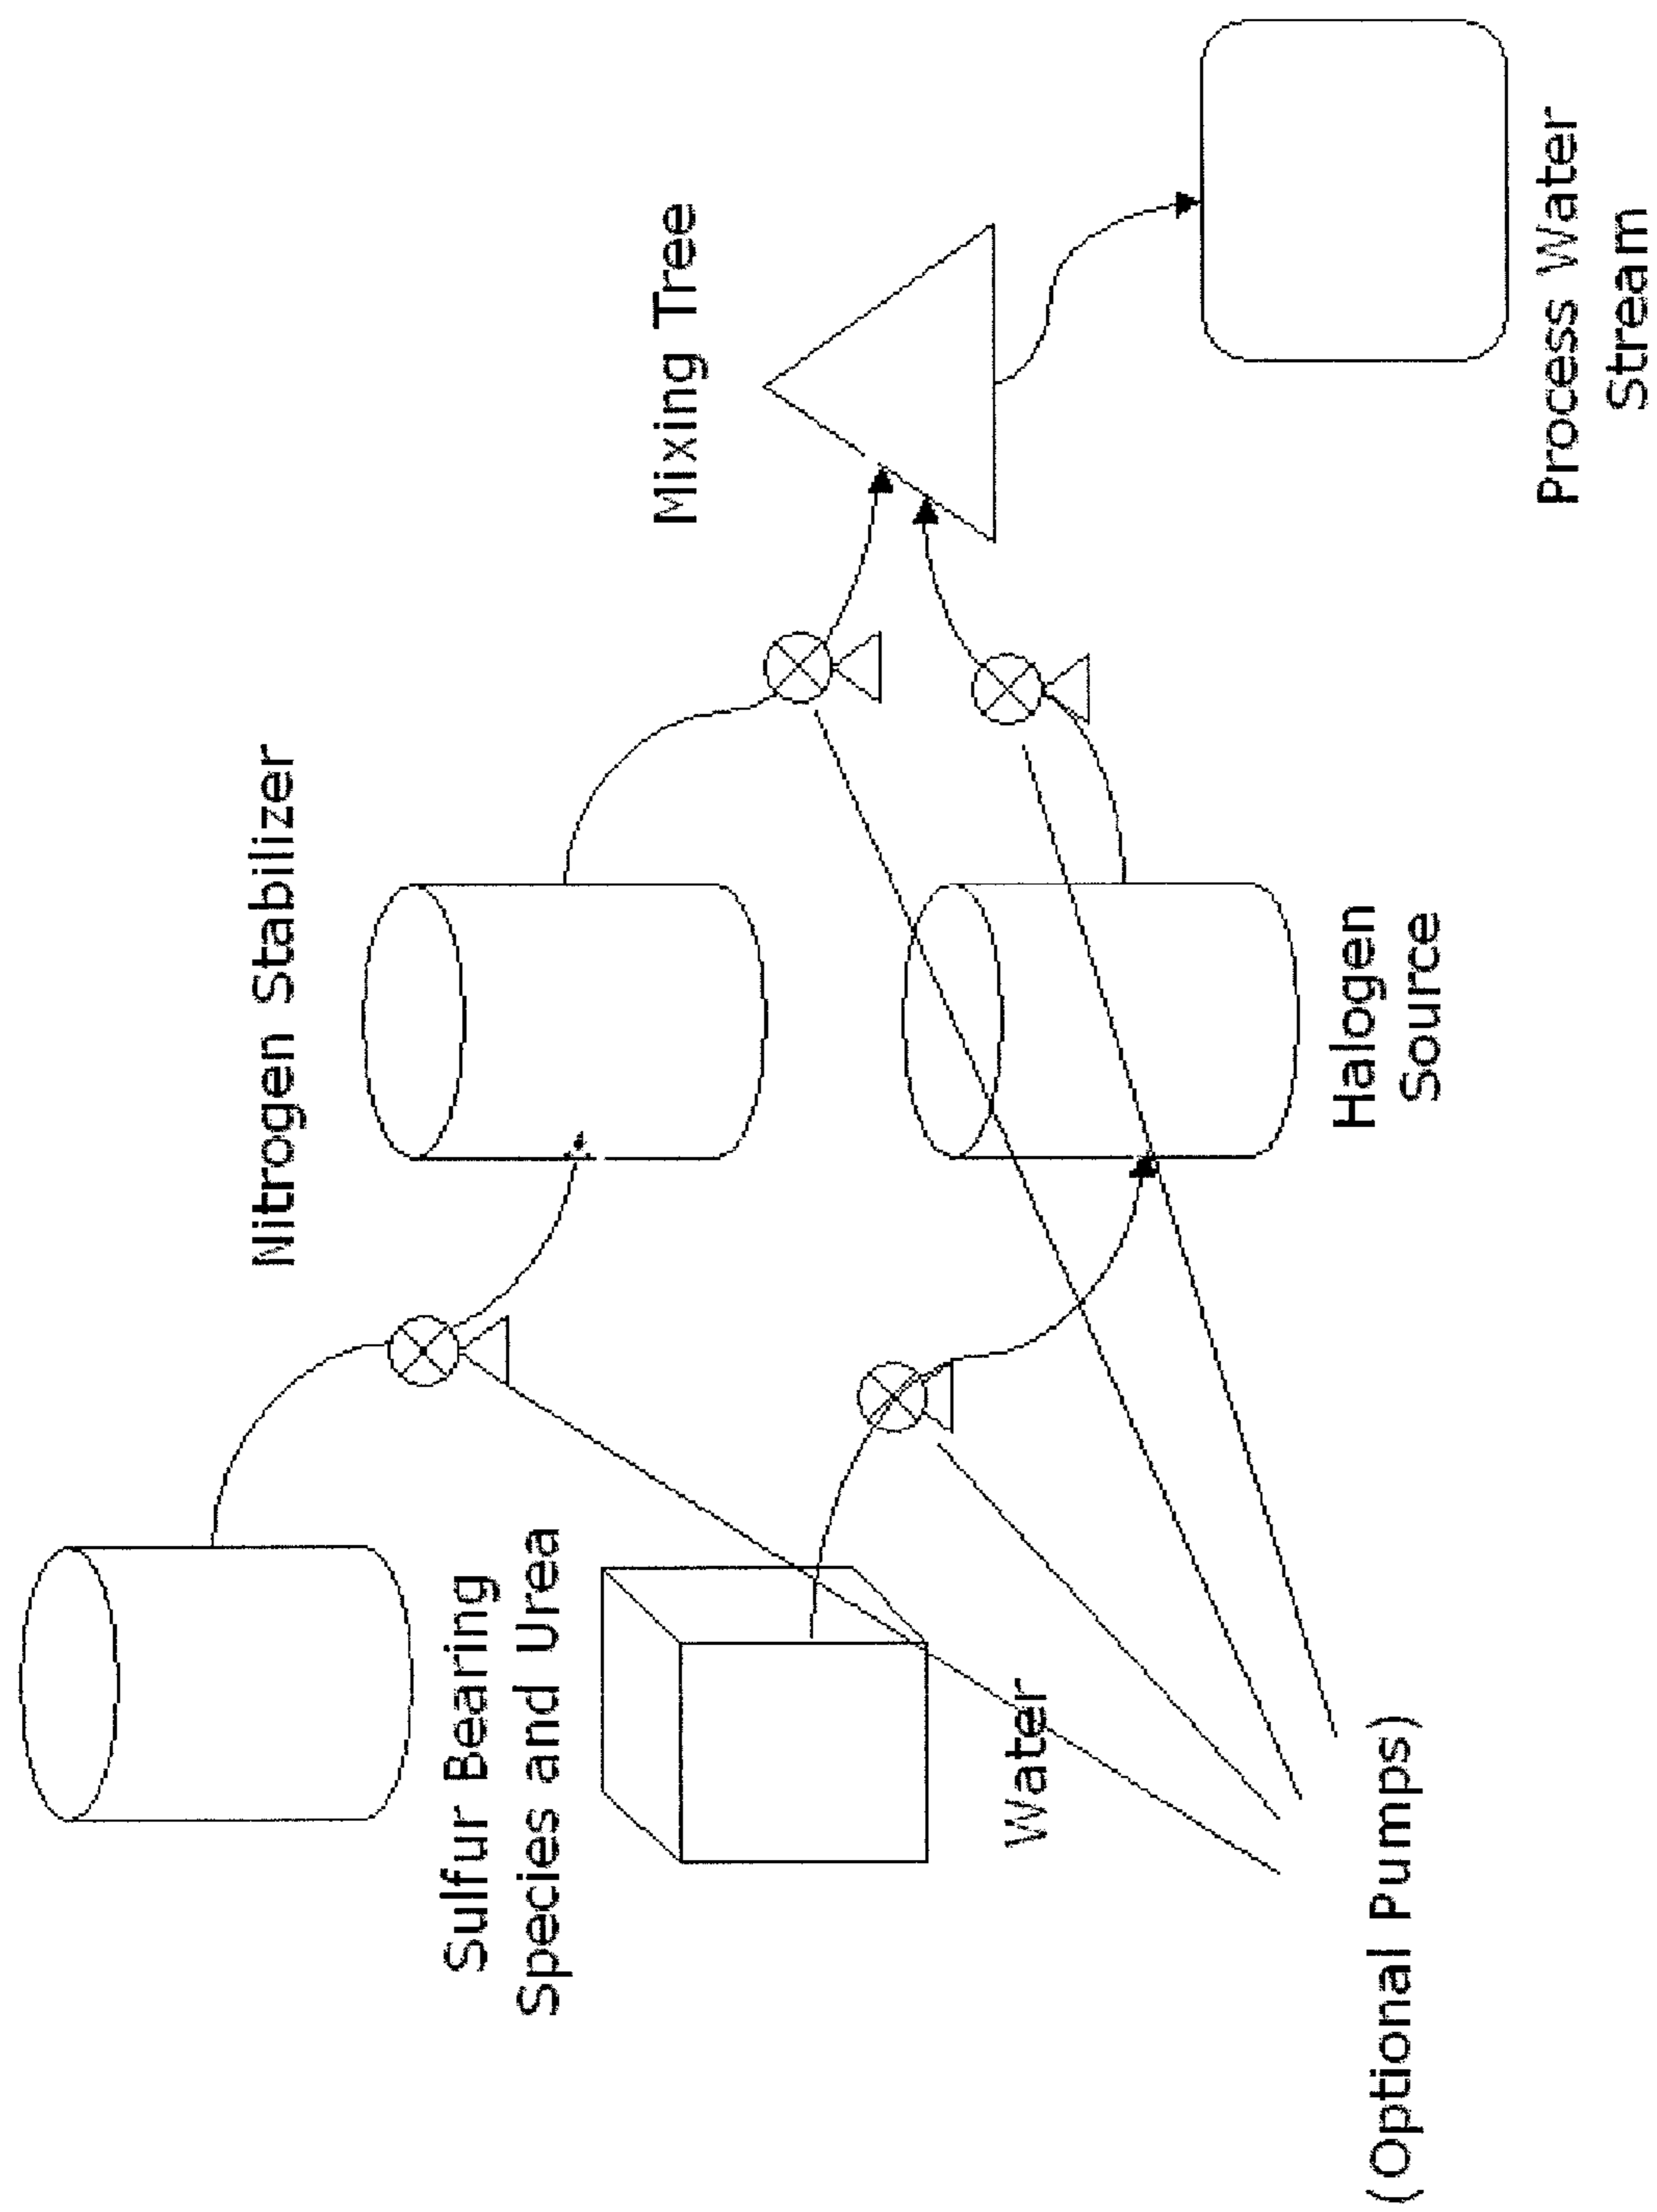 Sulfur Bearing
Species and Urea
Water
(Optional Pumps)
Nitrogen Stabilizer
Halogen
Source
Mixing Tree
Process Water
Stream